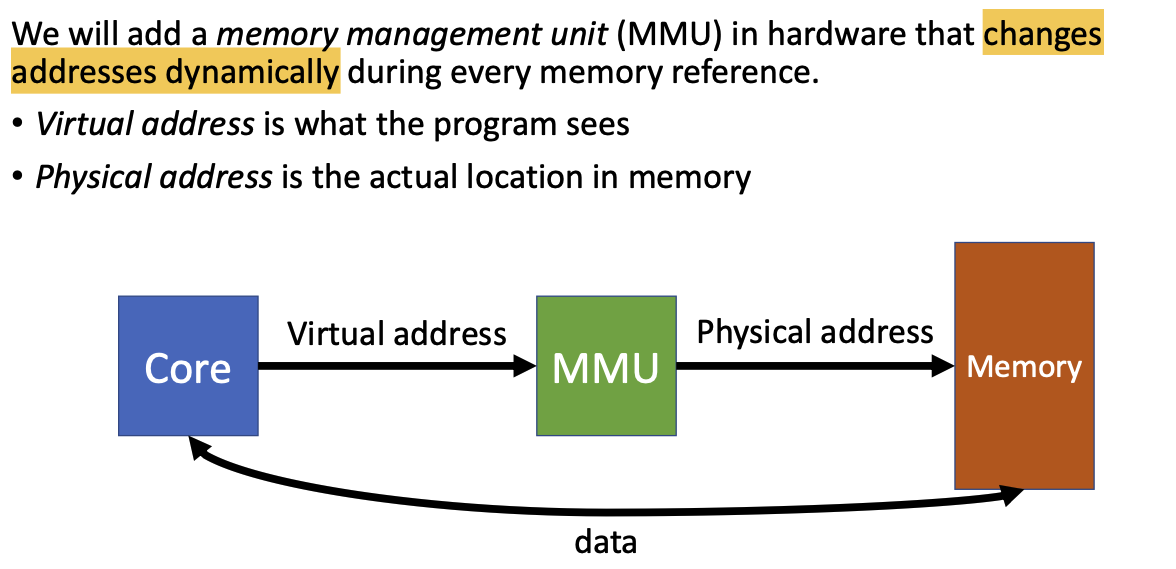 We will add a memory management unit (MMU) in hardware that changes
addresses dynamically during every memory reference.
• Virtual address is what the program sees
• Physical address is the actual location in memory
Core
Virtual address
MMU
Physical address
Memory
data